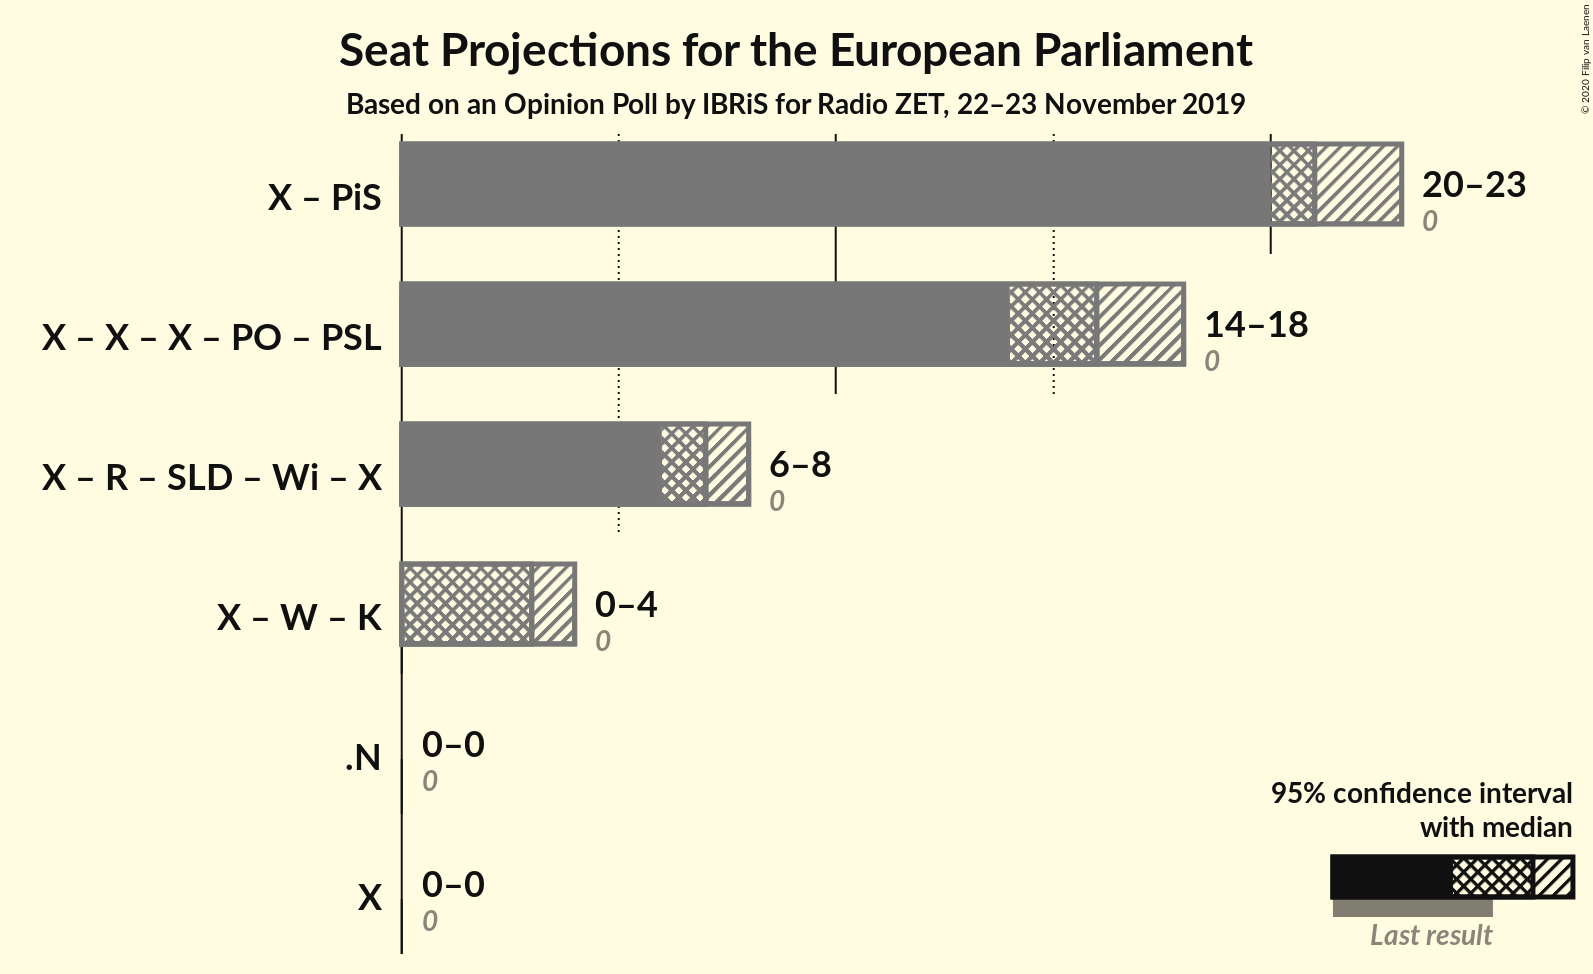 Seat Projections for the European Parliament
Based on an Opinion Poll by IBRiS for Radio ZET, 22–23 November 2019
© 2020 Filip van Laenen
X – PiS
20–23
0
X – X – X – PO – PSL
14–18
0
X – R – SLD – Wi – X
6–8
0
X – W – K
0–4
0
.N
0–0
0
X
0–0
0
95% confidence interval
with median
Last result